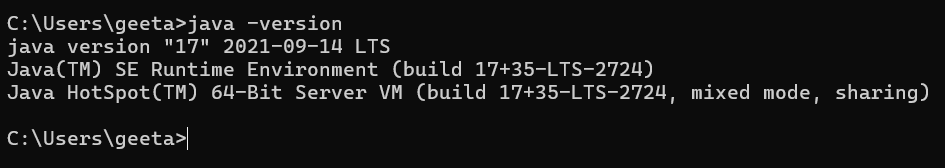 C:\Users\geeta>java -version
java version "17" 2021-09-14 LTS
Java(TM) SE Runtime Environment (build 17+35-LTS-2724)
Java HotSpot(TM) 64-Bit Server VM (build 17+35-LTS-2724, mixed mode, sharing)
C:\Users\geeta>